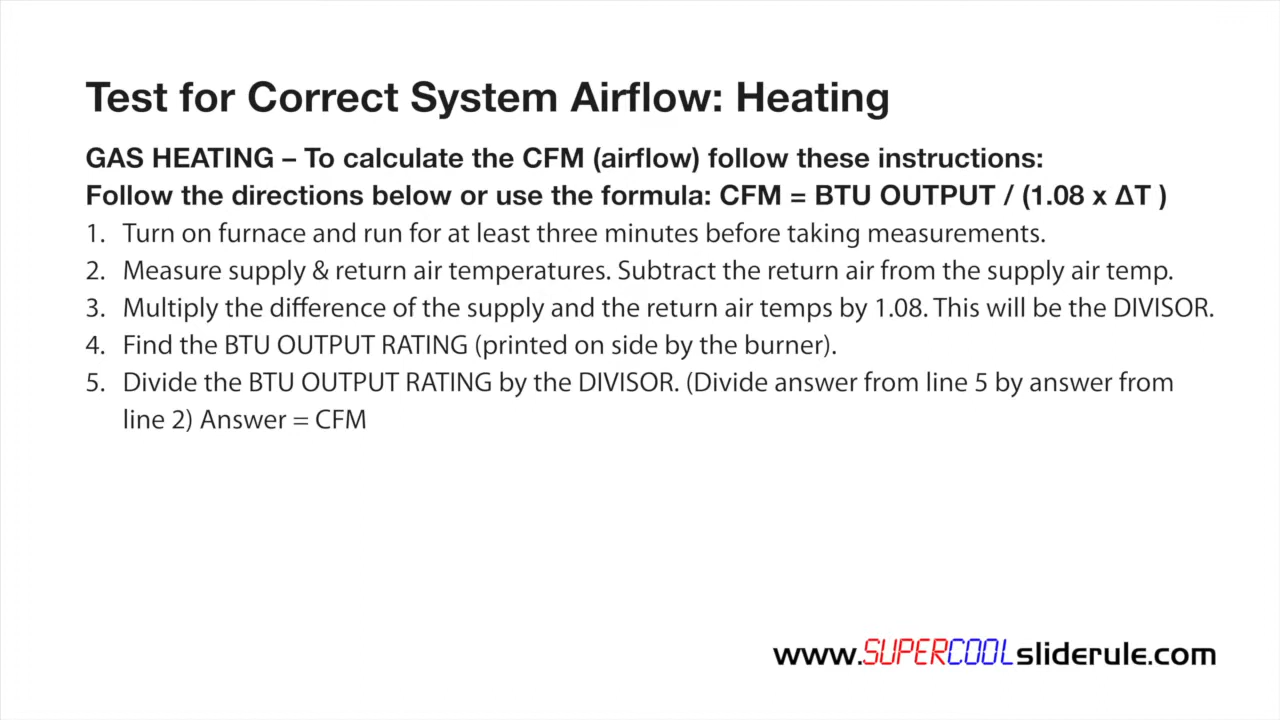 Test for Correct System Airflow: Heating
GAS HEATING – To calculate the CFM (airflow) follow these instructions:
Follow the directions below or use the formula: CFM = BTU OUTPUT / (1.08 x ΔT )
1. Turn on furnace and run for at least three minutes before taking measurements.
2. Measure supply & return air temperatures. Subtract the return air from the supply air temp.
3. Multiply the difference of the supply and the return air temps by 1.08. This will be the DIVISOR.
4. Find the BTU OUTPUT RATING (printed on side by the burner).
5. Divide the BTU OUTPUT RATING by the DIVISOR. (Divide answer from line 5 by answer from
line 2) Answer = CFM
www.SUPERCOOLsliderule.com